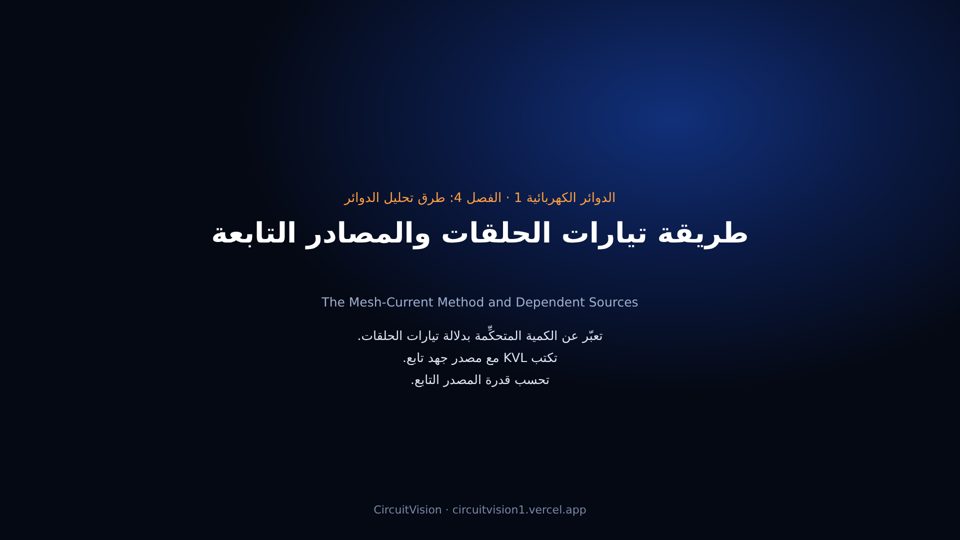 الدوائر الكهربائية 1 · الفصل 4: طرق تحليل الدوائر
طريقة تيارات الحلقات والمصادر التابعة
The Mesh-Current Method and Dependent Sources
تعبّر عن الكمية المتحكِّمة بدلالة تيارات الحلقات.
تكتب KVL مع مصدر جهد تابع.
تحسب قدرة المصدر التابع.
CircuitVision · circuitvision1.vercel.app